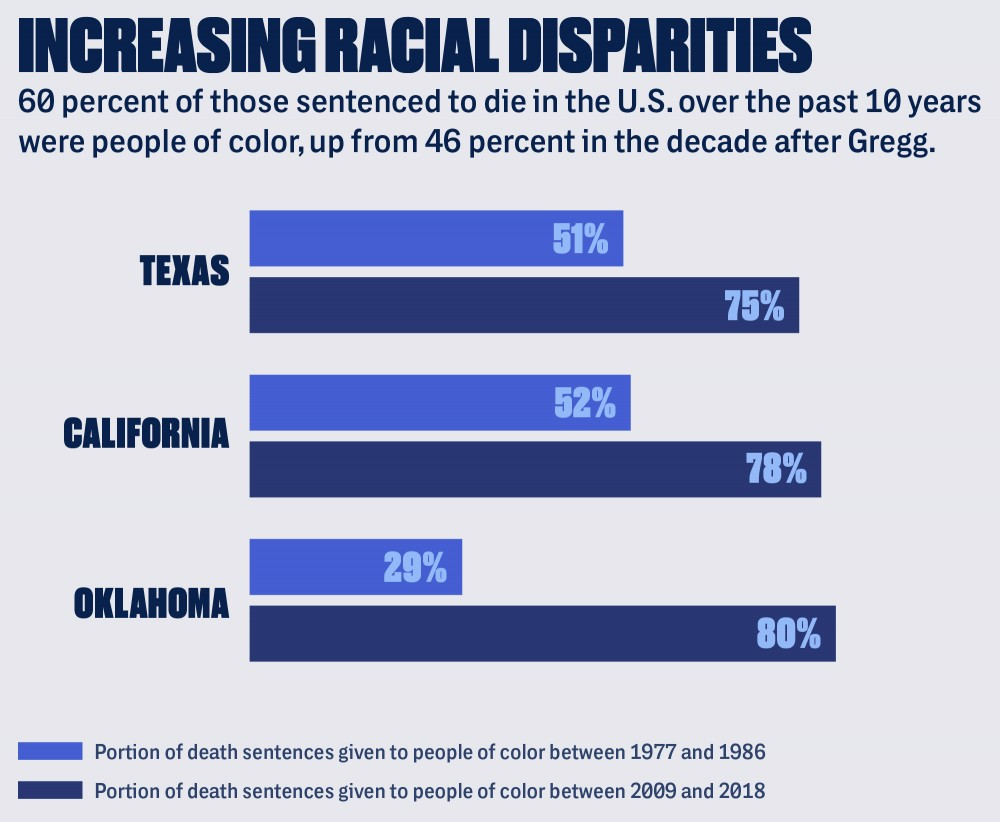 INCREASING RACIAL DISPARITIES
60 percent of those sentenced to die in the U.S. over the past 10 years
were people of color, up from 46 percent in the decade after Gregg.
51%
TEXAS
75%
52%
CALIFORNIA
78%
29%
OKLAHOMA
80%
Portion of death sentences given to people of color between 1977 and 1986
Portion of death sentences given to people of color between 2009 and 2018